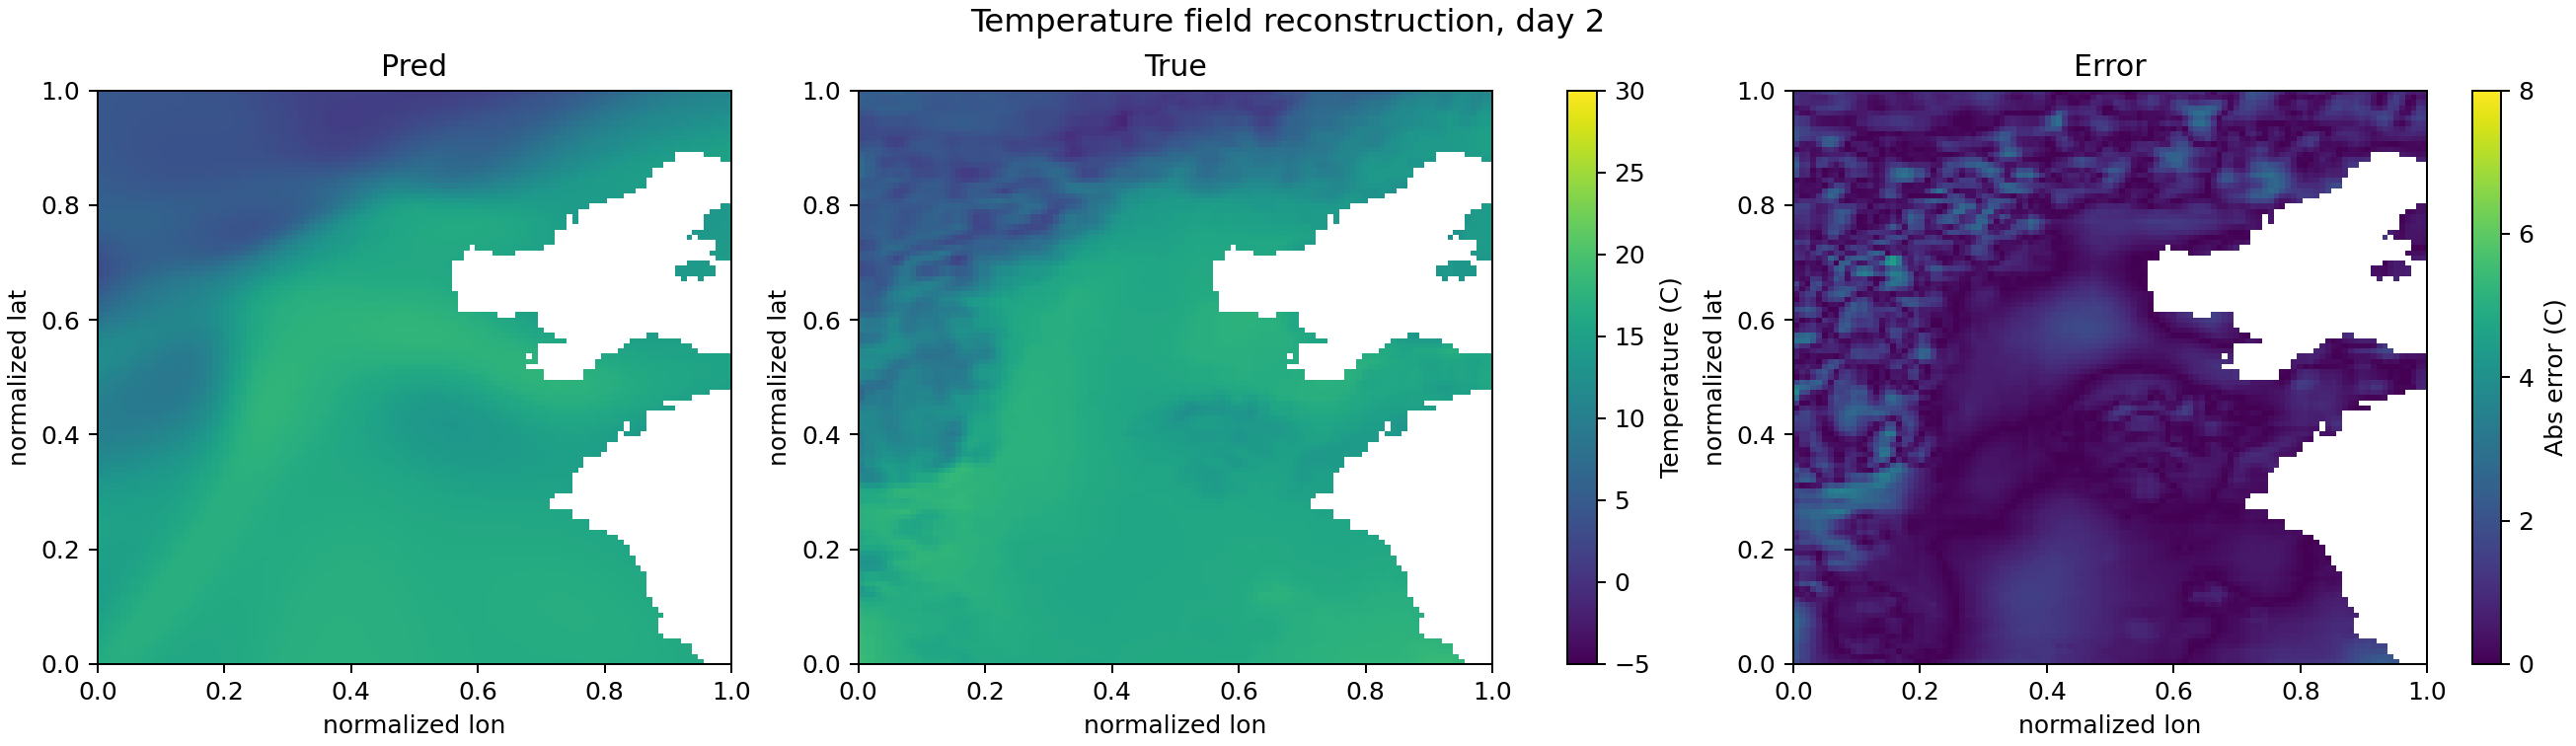 Temperature field reconstruction, day 2
Pred
1.0
0.8
0.6
0.4
0.2
0.0
normalized lat
0.0 0.2 0.4 0.6 0.8 1.0
normalized lon
True
1.0
0.8
0.6
0.4
0.2
0.0
normalized lat
0.0 0.2 0.4 0.6 0.8 1.0
normalized lon
30
25
20
15
10
5
0
−5
Temperature (C)
Error
1.0
0.8
0.6
0.4
0.2
0.0
normalized lat
0.0 0.2 0.4 0.6 0.8 1.0
normalized lon
8
6
4
2
0
Abs error (C)